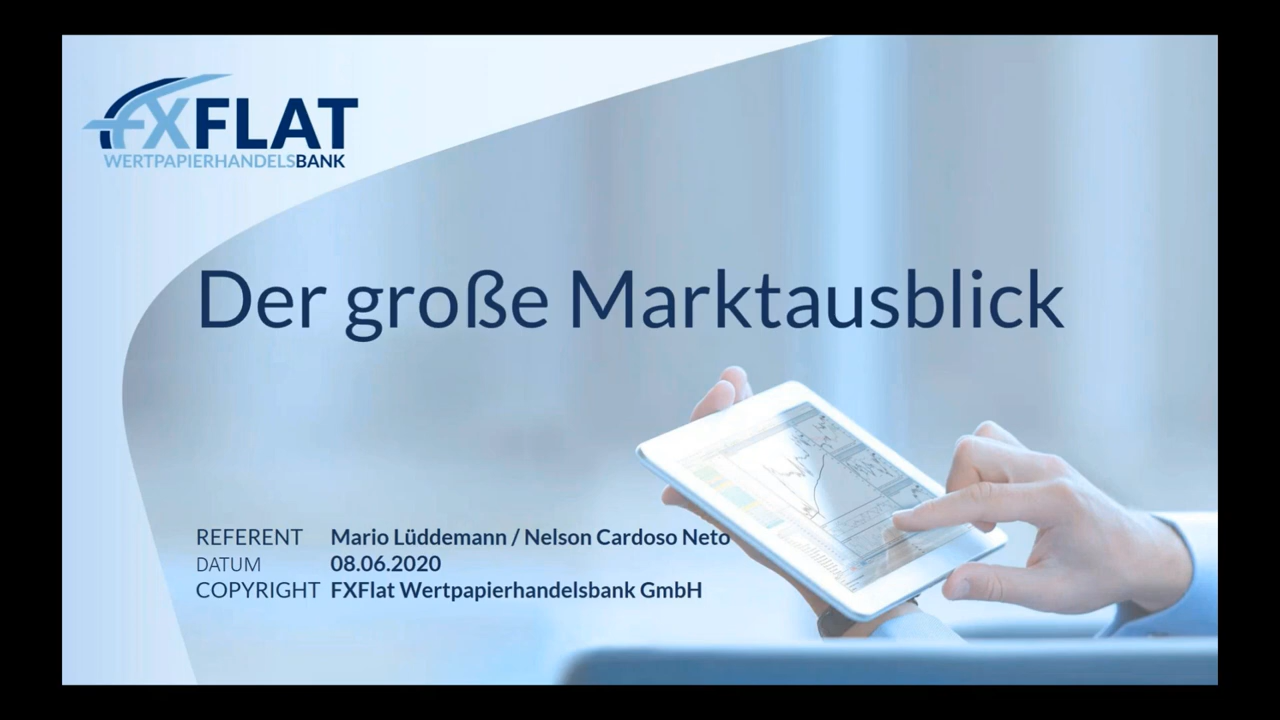 FXFLAT
WERTPAPIERHANDELSBANK
Der große Marktausblick
REFERENT Mario Lüddemann / Nelson Cardoso Neto
DATUM 08.06.2020
COPYRIGHT FXFlat Wertpapierhandelsbank GmbH